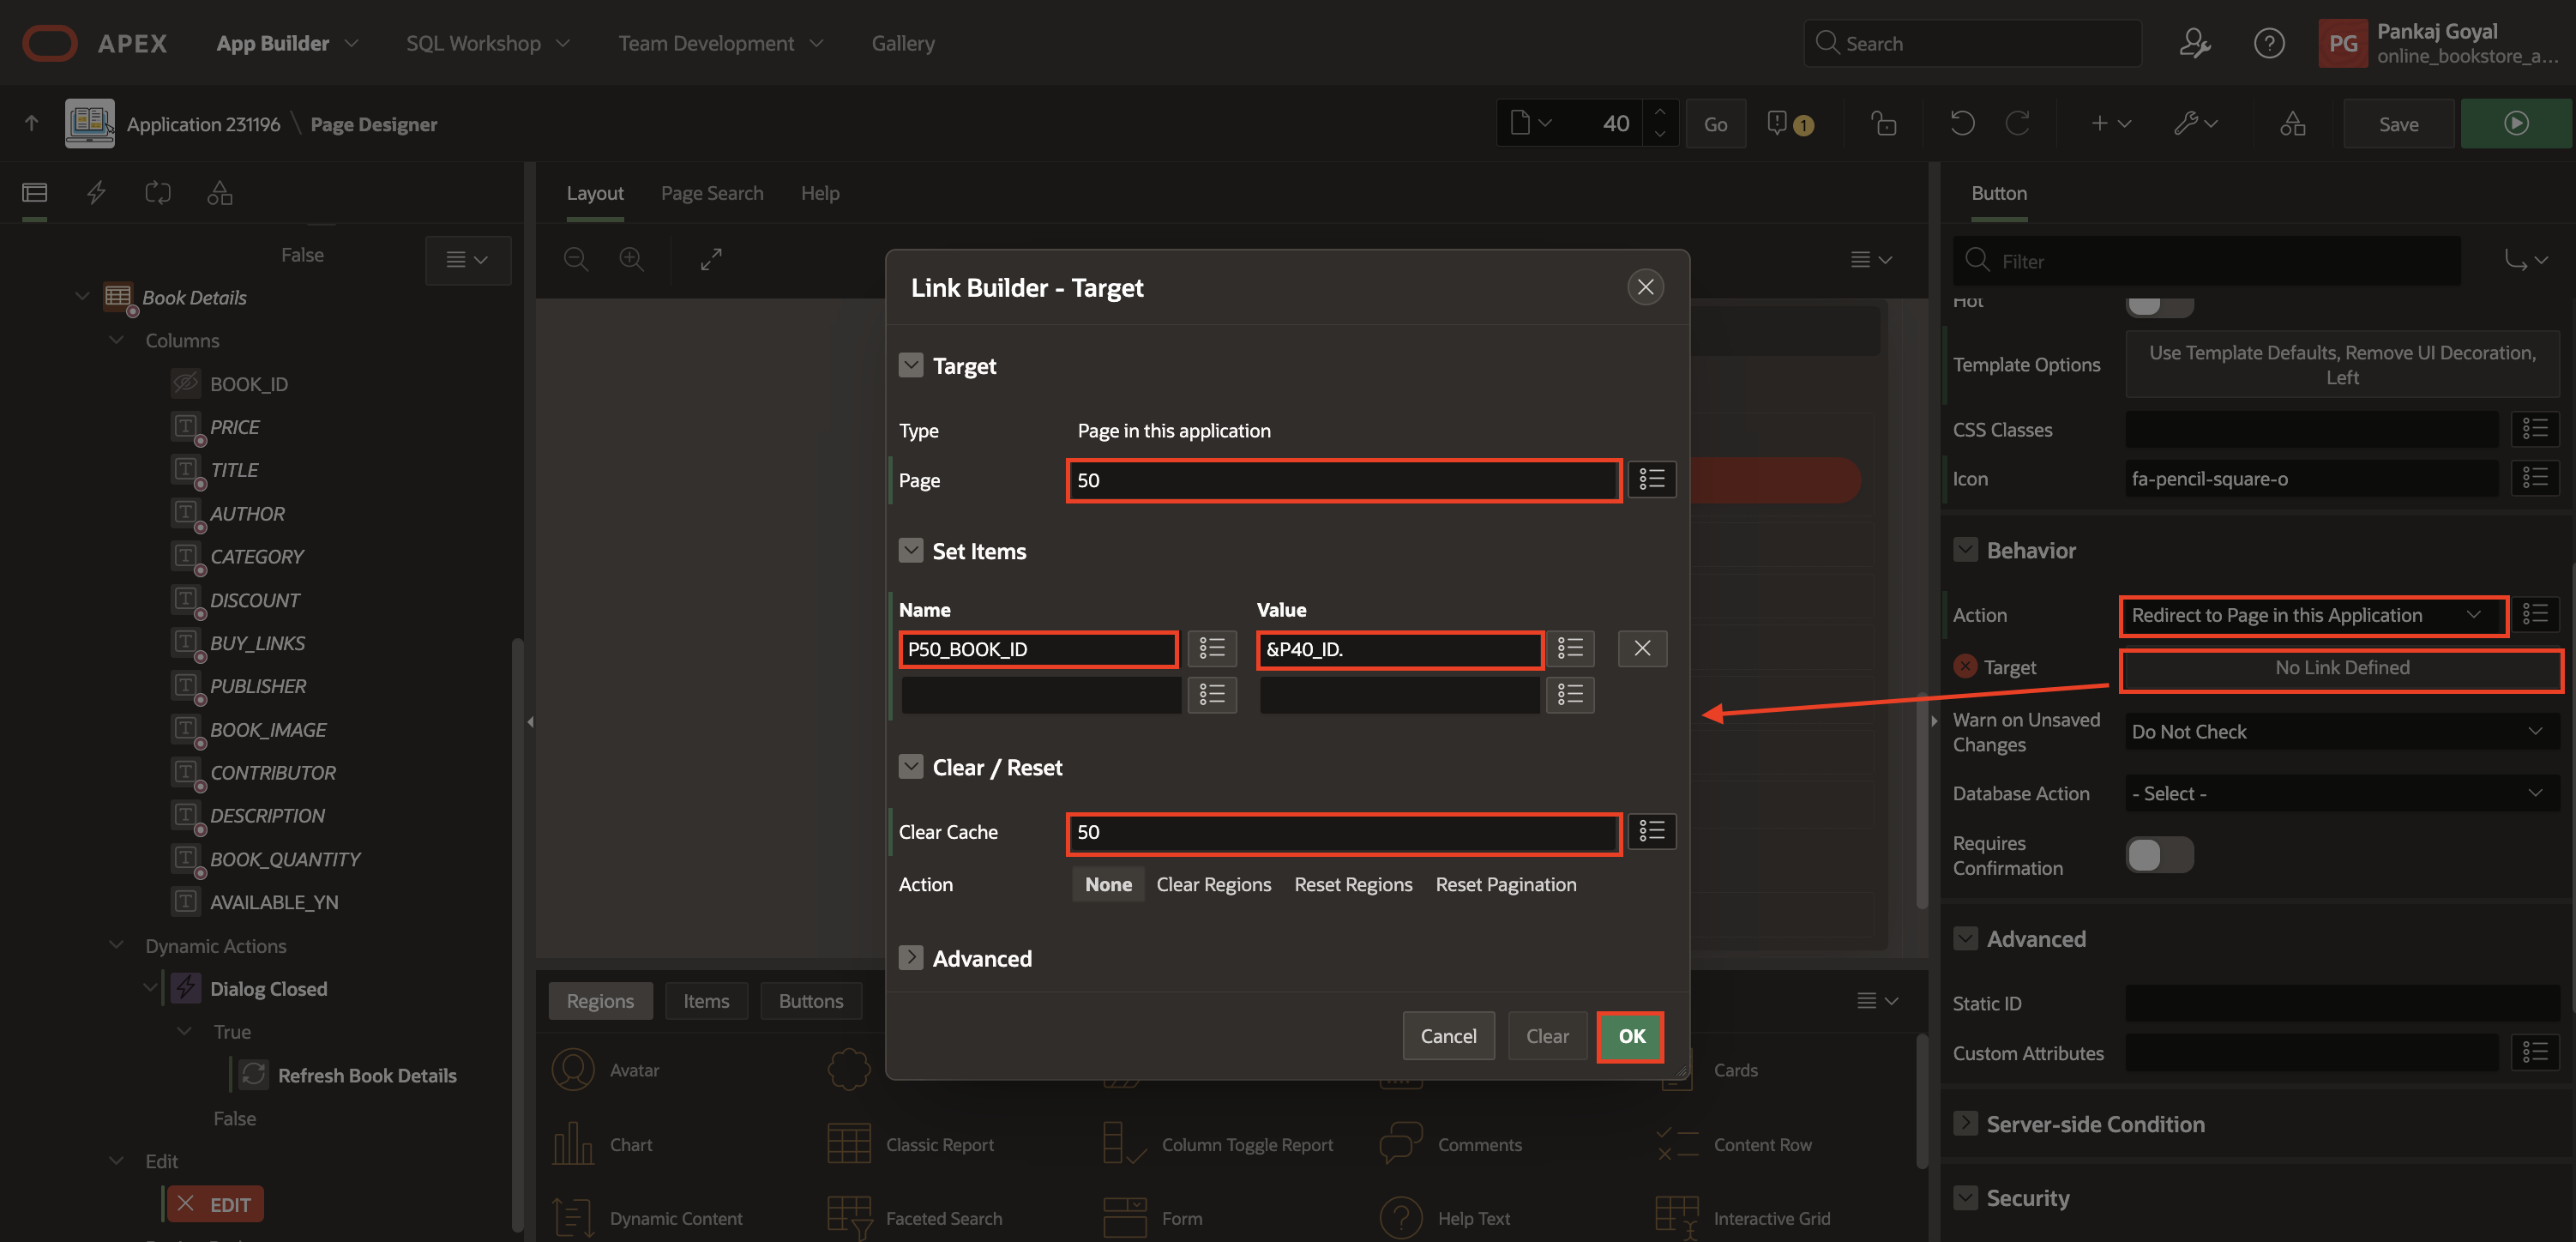 APEX
App Builder
SQL Workshop
Team Development
Gallery
Search
PG
Pankaj Goyal
online_bookstore_a...
Application 231196 \ Page Designer
40
Go
1
Save
Layout
Page Search
Help
Button
False
Book Details
Columns
BOOK_ID
PRICE
TITLE
AUTHOR
CATEGORY
DISCOUNT
BUY_LINKS
PUBLISHER
BOOK_IMAGE
CONTRIBUTOR
DESCRIPTION
BOOK_QUANTITY
AVAILABLE_YN
Dynamic Actions
Dialog Closed
True
Refresh Book Details
False
Edit
EDIT
Link Builder - Target
Target
Type
Page in this application
Page
50
Set Items
Name
Value
P50_BOOK_ID
&P40_ID.
Clear / Reset
Clear Cache
50
Action
None
Clear Regions
Reset Regions
Reset Pagination
Advanced
Cancel
Clear
OK
Regions
Items
Buttons
Avatar
Cards
Chart
Classic Report
Column Toggle Report
Comments
Content Row
Dynamic Content
Faceted Search
Form
Help Text
Interactive Grid
Filter
Hot
Template Options
Use Template Defaults, Remove UI Decoration,
Left
CSS Classes
Icon
fa-pencil-square-o
Behavior
Action
Redirect to Page in this Application
Target
No Link Defined
Warn on Unsaved
Changes
Do Not Check
Database Action
- Select -
Requires
Confirmation
Advanced
Static ID
Custom Attributes
Server-side Condition
Security